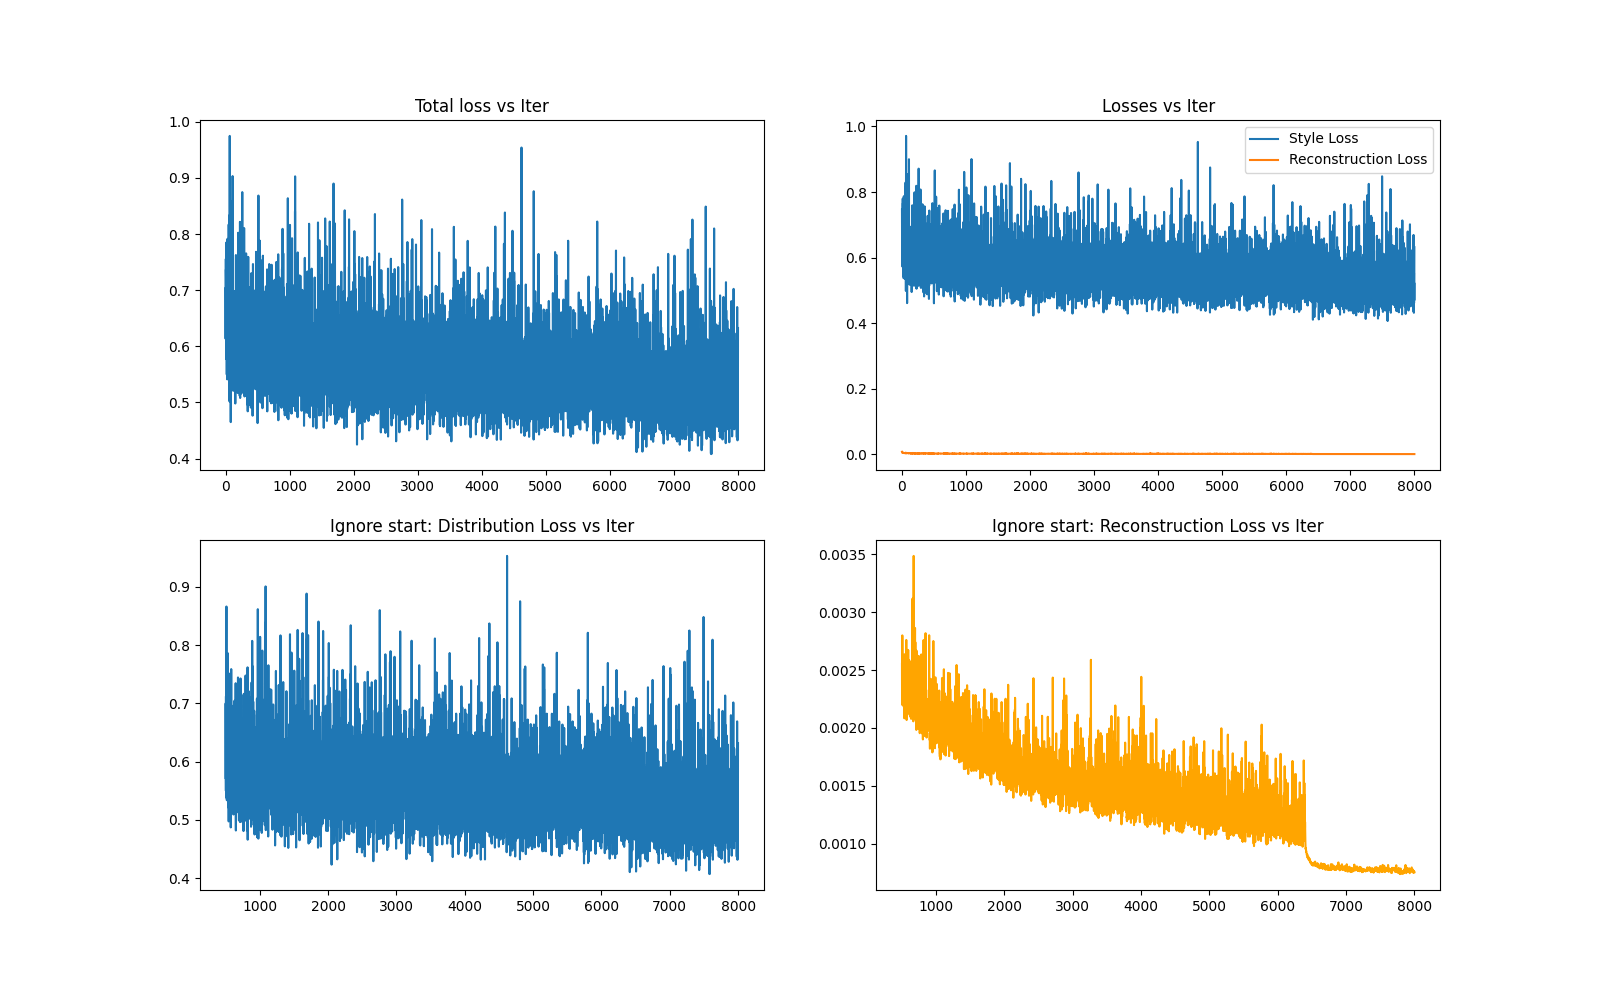 Total loss vs Iter
1.0
0.9
0.8
0.7
0.6
0.5
0.4
0 1000 2000 3000 4000 5000 6000 7000 8000
Losses vs Iter
Style Loss
Reconstruction Loss
1.0
0.8
0.6
0.4
0.2
0.0
0 1000 2000 3000 4000 5000 6000 7000 8000
Ignore start: Distribution Loss vs Iter
0.9
0.8
0.7
0.6
0.5
0.4
1000 2000 3000 4000 5000 6000 7000 8000
Ignore start: Reconstruction Loss vs Iter
0.0035
0.0030
0.0025
0.0020
0.0015
0.0010
1000 2000 3000 4000 5000 6000 7000 8000